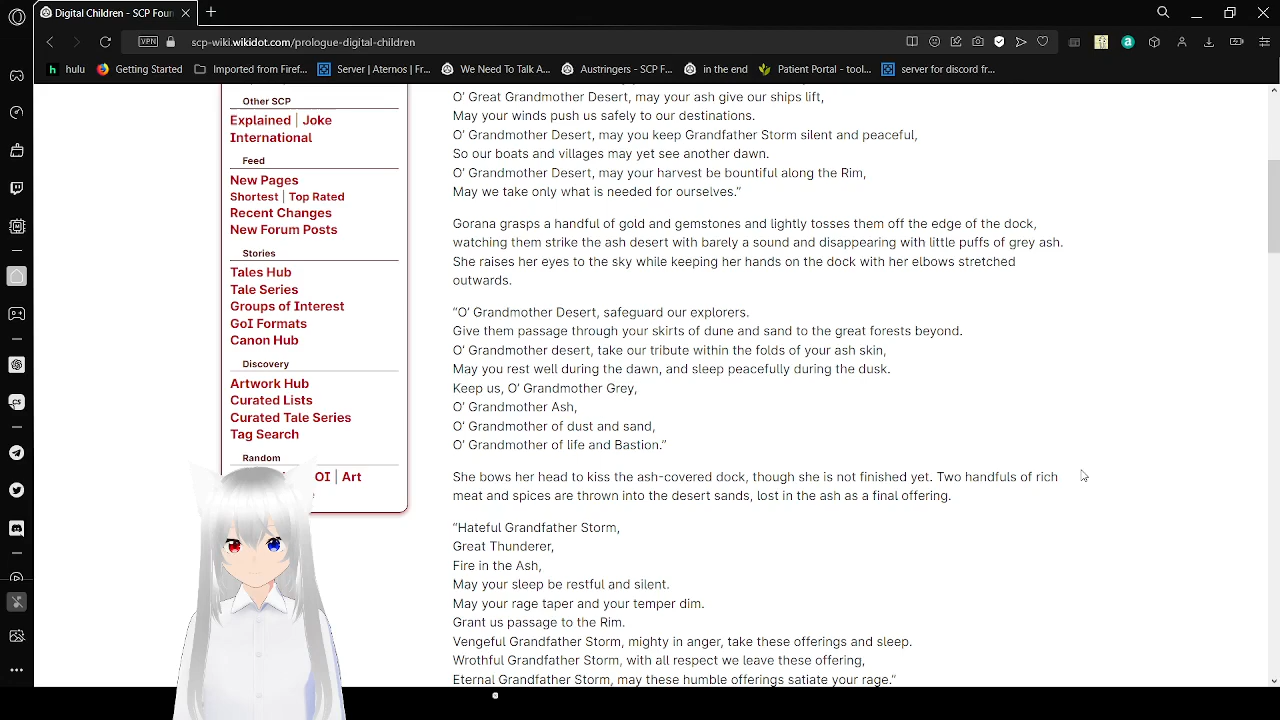 Digital Children - SCP Foun
scp-wiki.wikidot.com/prologue-digital-children
VPN
hulu
Getting Started
Imported from Firef...
Server | Aternos | Fr...
We Need To Talk A...
Austringers - SCP F...
in the end
Patient Portal - tool...
server for discord fr...
Other SCP
Explained | Joke
International
Feed
New Pages
Shortest | Top Rated
Recent Changes
New Forum Posts
Stories
Tales Hub
Tale Series
Groups of Interest
GoI Formats
Canon Hub
Discovery
Artwork Hub
Curated Lists
Curated Tale Series
Tag Search
Random
OI | Art
O’ Great Grandmother Desert, may your ash give our ships lift,
May your winds push us safely to our destinations.
O’ Grandmother Desert, may you keep Grandfather Storm silent and peaceful,
So our boats and villages may yet see another dawn.
O’ Grandmother Desert, may your harvest be bountiful along the Rim,
May we take only what is needed for ourselves.”
Gorana grasps a handful of gold and gemstones and lightly tosses them off the edge of the dock,
watching them strike the ash desert with barely a sound and disappearing with little puffs of grey ash.
She raises her eyes to the sky while keeping her hands on the dock with her elbows stretched
outwards.
“O’ Grandmother Desert, safeguard our explorers.
Give them passage through your skirts of dune and sand to the great forests beyond.
O’ Grandmother desert, take our tribute within the folds of your ash skin,
May you rest well during the dawn, and sleep peacefully during the dusk.
Keep us, O’ Grandmother Grey,
O’ Grandmother Ash,
O’ Grandmother of dust and sand,
O’ Grandmother of life and Bastion.”
She bows her head to kiss the ash-covered dock, though she is not finished yet. Two handfuls of rich
meat and spices are thrown into the desert sands, lost in the ash as a final offering.
“Hateful Grandfather Storm,
Great Thunderer,
Fire in the Ash,
May your sleep be restful and silent.
May your rage taper and your temper dim.
Grant us passage to the Rim.
Vengeful Grandfather Storm, mighty in anger, take these offerings and sleep.
Wrothful Grandfather Storm, with all respect we leave these offering,
Eternal Grandfather Storm, may these humble offerings satiate your rage.”